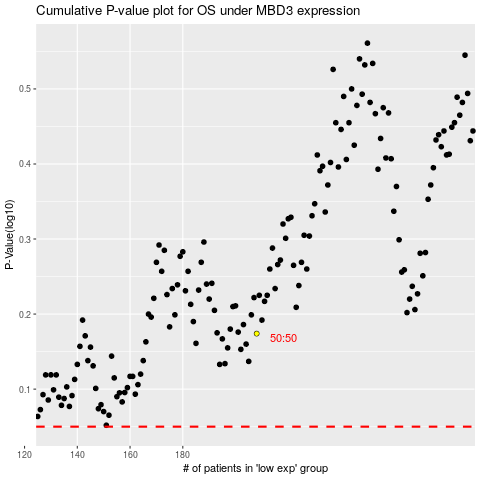 Cumulative P-value plot for OS under MBD3 expression
P-Value(log10)
0.5
0.4
0.3
0.2
0.1
50:50
120 140 160 180
# of patients in 'low exp' group